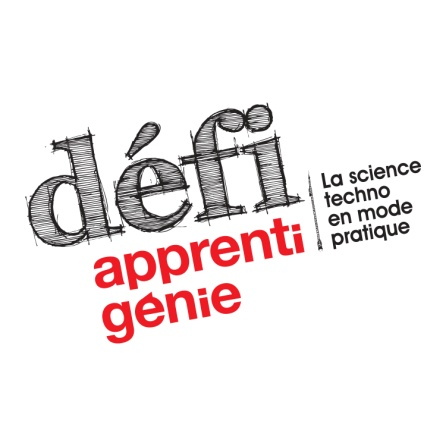 défi
apprenti
génie
La science
techno
en mode
pratique